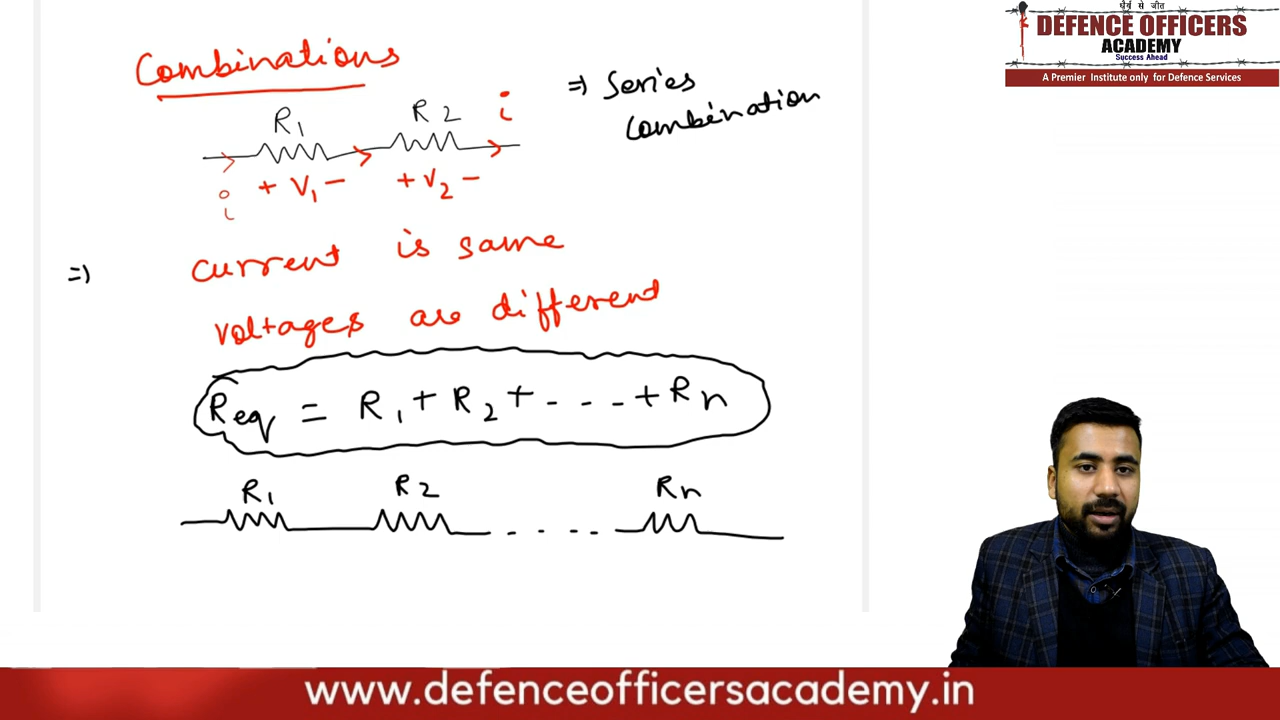 धैर्य से जीत
DEFENCE OFFICERS
ACADEMY
Success Ahead
A Premier Institute only for Defence Services
Combinations
⇒ Series
combination
R1 R2 i
i + V1 − + V2 −
⇒ current is same
voltages are different
Req = R1 + R2 + - - - + Rn
R1 R2 Rn
. . . .
www.defenceofficersacademy.in